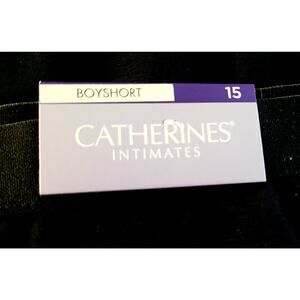 BOYSHORT 15
CATHERINES®
INTIMATES